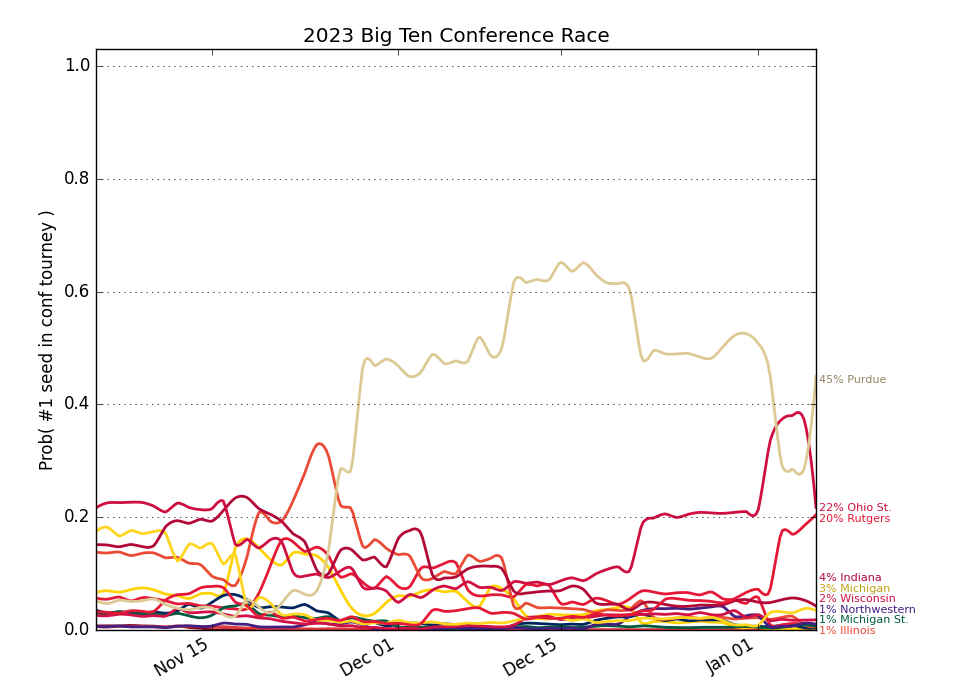 2023 Big Ten Conference Race
Prob( #1 seed in conf tourney )
1.0
0.8
0.6
0.4
0.2
0.0
Nov 15
Dec 01
Dec 15
Jan 01
45% Purdue
22% Ohio St.
20% Rutgers
4% Indiana
3% Michigan
2% Wisconsin
1% Northwestern
1% Michigan St.
1% Illinois